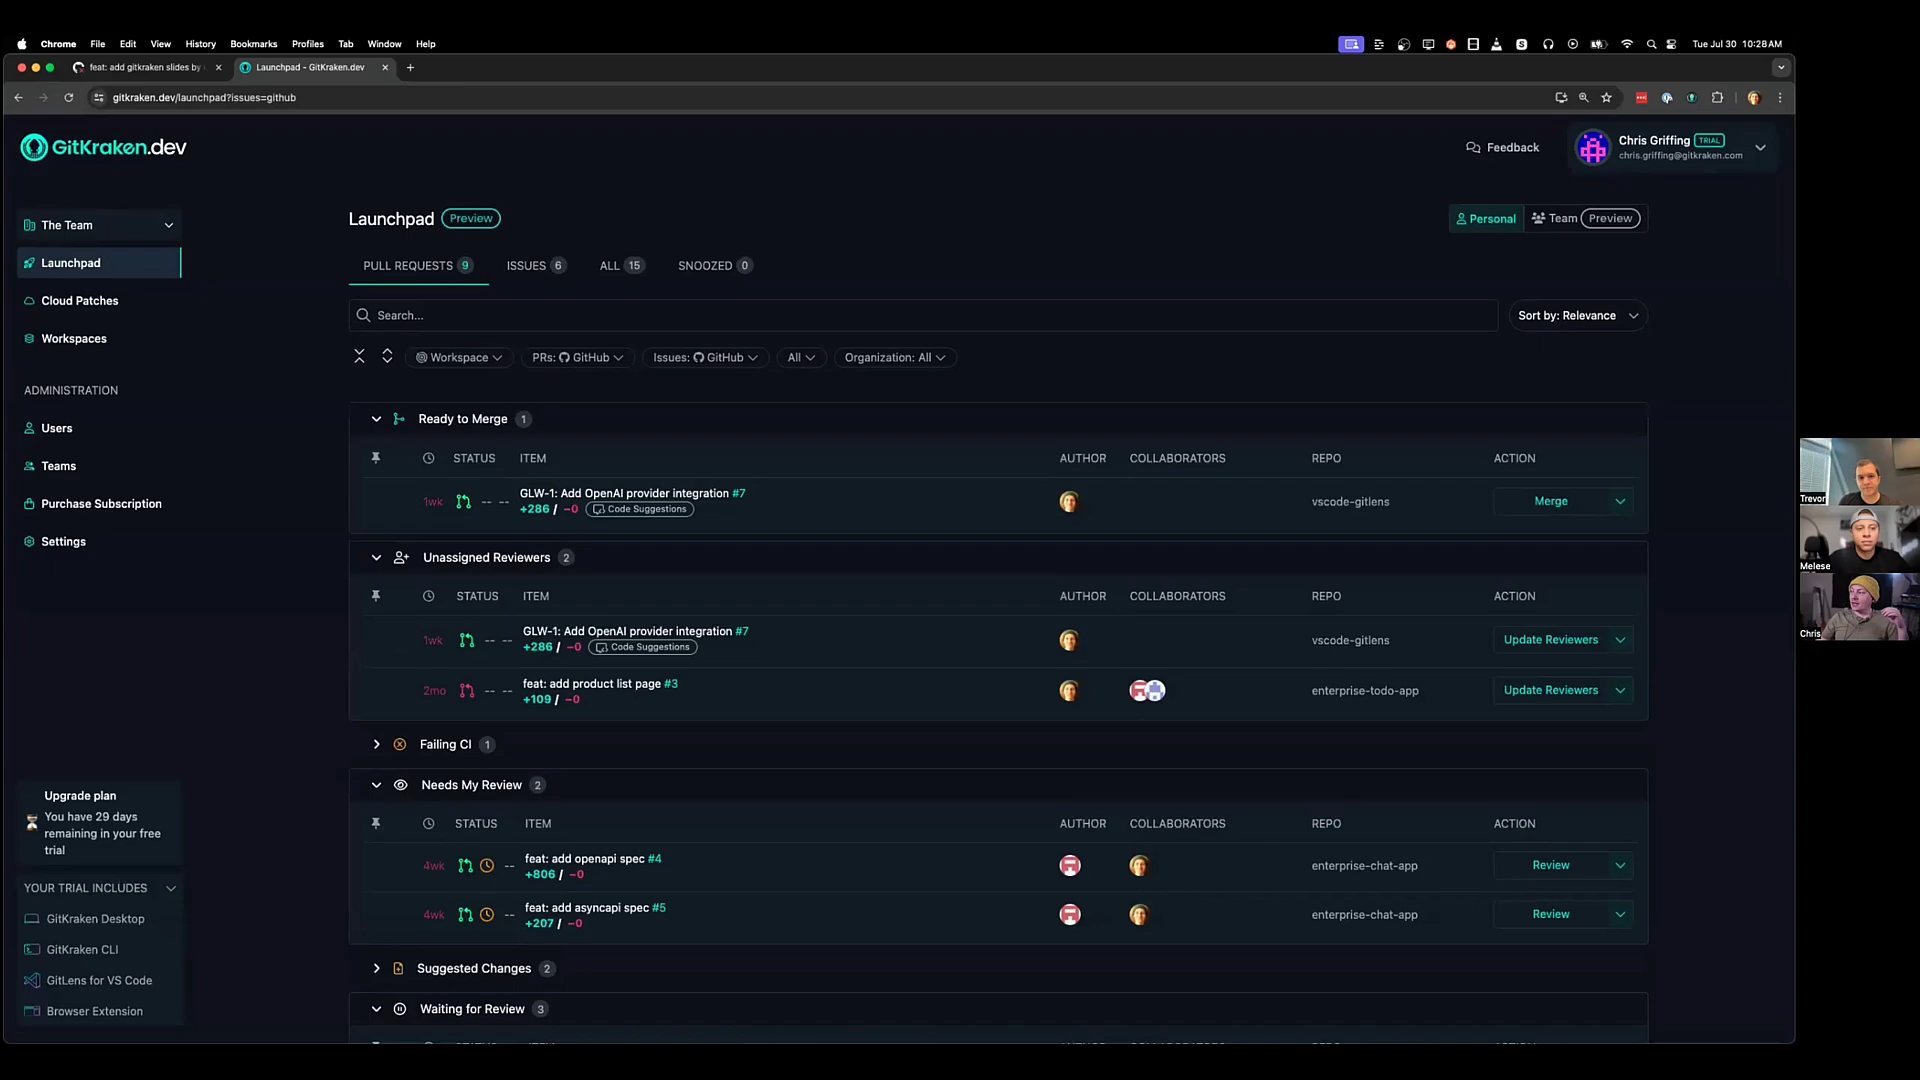 Chrome File Edit View History Bookmarks Profiles Tab Window Help Tue Jul 30 10:28 AM
feat: add gitkraken slides by Launchpad - GitKraken.dev
gitkraken.dev/launchpad?issues=github
GitKraken.dev
Feedback
Chris Griffing TRIAL
chris.griffing@gitkraken.com
The Team
Launchpad
Cloud Patches
Workspaces
ADMINISTRATION
Users
Teams
Purchase Subscription
Settings
Upgrade plan
You have 29 days
remaining in your free
trial
YOUR TRIAL INCLUDES
GitKraken Desktop
GitKraken CLI
GitLens for VS Code
Browser Extension
Launchpad Preview
Personal Team Preview
PULL REQUESTS 9 ISSUES 6 ALL 15 SNOOZED 0
Search... Sort by: Relevance
Workspace PRs: GitHub Issues: GitHub All Organization: All
Ready to Merge 1
STATUS ITEM AUTHOR COLLABORATORS REPO ACTION
1wk -- -- GLW-1: Add OpenAI provider integration #7 vscode-gitlens Merge
+286 / −0 Code Suggestions
Unassigned Reviewers 2
STATUS ITEM AUTHOR COLLABORATORS REPO ACTION
1wk -- -- GLW-1: Add OpenAI provider integration #7 vscode-gitlens Update Reviewers
+286 / −0 Code Suggestions
2mo -- -- feat: add product list page #3 enterprise-todo-app Update Reviewers
+109 / −0
Failing CI 1
Needs My Review 2
STATUS ITEM AUTHOR COLLABORATORS REPO ACTION
4wk -- feat: add openapi spec #4 enterprise-chat-app Review
+806 / −0
4wk -- feat: add asyncapi spec #5 enterprise-chat-app Review
+207 / −0
Suggested Changes 2
Waiting for Review 3
Trevor
Melese
Chris